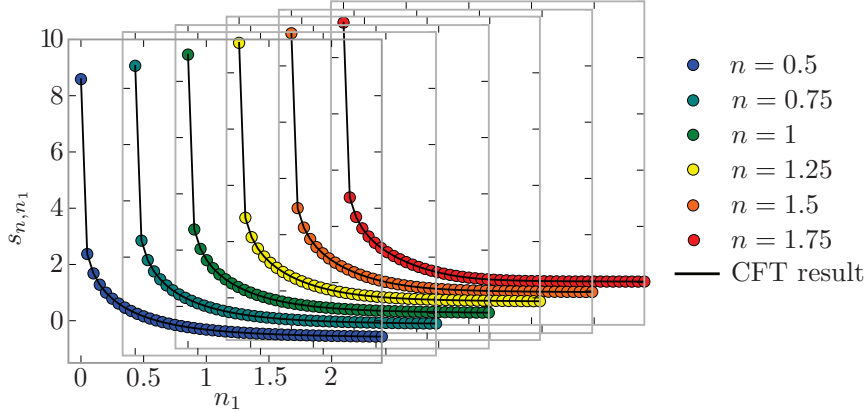 10
8
6
4
2
0
s_{n,n_1}
0 0.5 1 1.5 2
n_1
n = 0.5
n = 0.75
n = 1
n = 1.25
n = 1.5
n = 1.75
CFT result